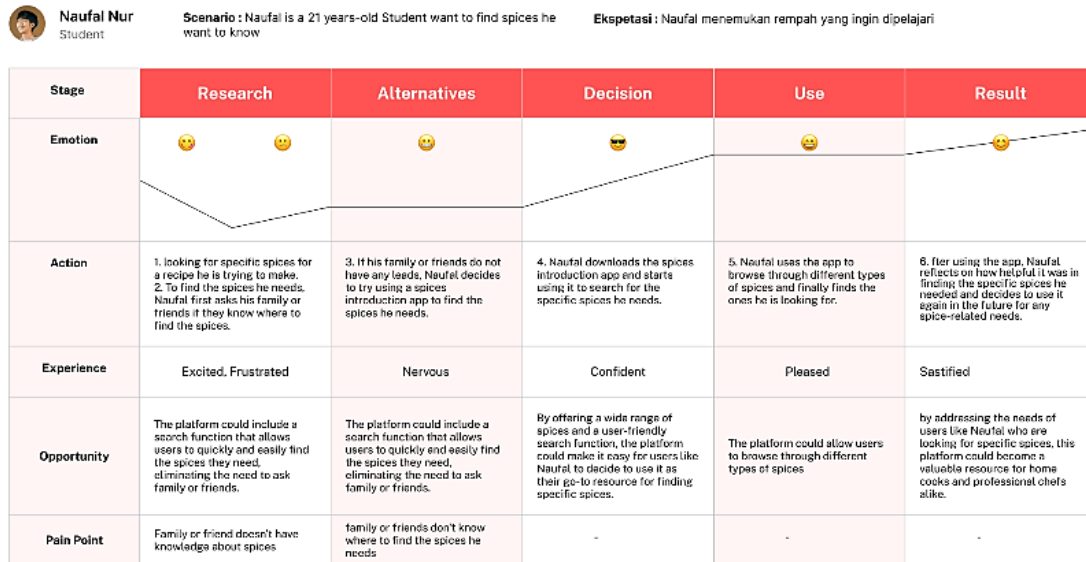 Naufal Nur
Student
Scenario : Naufal is a 21 years-old Student want to find spices he
want to know
Ekspetasi : Naufal menemukan rempah yang ingin dipelajari
Stage
Research
Alternatives
Decision
Use
Result
Emotion
Action
1. looking for specific spices for
a recipe he is trying to make.
2. To find the spices he needs,
Naufal first asks his family or
friends if they know where to
find the spices.
3. If his family or friends do not
have any leads, Naufal decides
to try using a spices
introduction app to find the
spices he needs.
4. Naufal downloads the spices
introduction app and starts
using it to search for the
specific spices he needs.
5. Naufal uses the app to
browse through different types
of spices and finally finds the
ones he is looking for.
6. fter using the app, Naufal
reflects on how helpful it was in
finding the specific spices he
needed and decides to use it
again in the future for any
spice-related needs.
Experience
Excited, Frustrated
Nervous
Confident
Pleased
Sastified
Opportunity
The platform could include a
search function that allows
users to quickly and easily find
the spices they need,
eliminating the need to ask
family or friends.
The platform could include a
search function that allows
users to quickly and easily find
the spices they need,
eliminating the need to ask
family or friends.
By offering a wide range of
spices and a user-friendly
search function, the platform
could make it easy for users like
Naufal to decide to use it as
their go-to resource for finding
specific spices.
The platform could allow users
to browse through different
types of spices
by addressing the needs of
users like Naufal who are
looking for specific spices, this
platform could become a
valuable resource for home
cooks and professional chefs
alike.
Pain Point
Family or friend doesn't have
knowledge about spices
family or friends don't know
where to find the spices he
needs
-
-
-